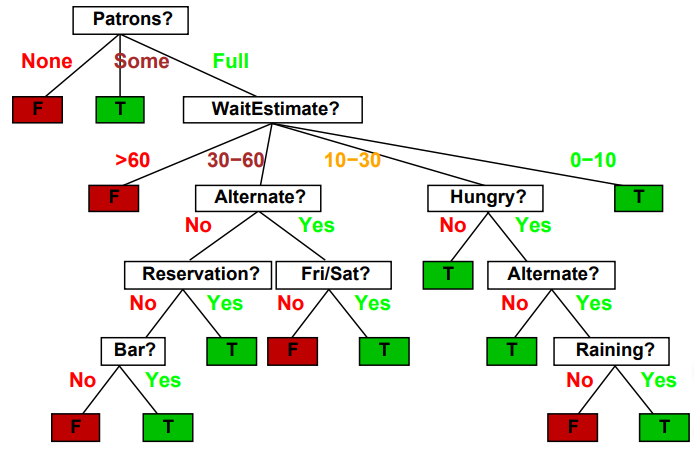 Patrons?
None Some Full
F T WaitEstimate?
>60 30−60 10−30 0−10
F Alternate? Hungry? T
No Yes No Yes
Reservation? Fri/Sat? T Alternate?
No Yes No Yes No Yes
Bar? T F T T Raining?
No Yes No Yes
F T F T